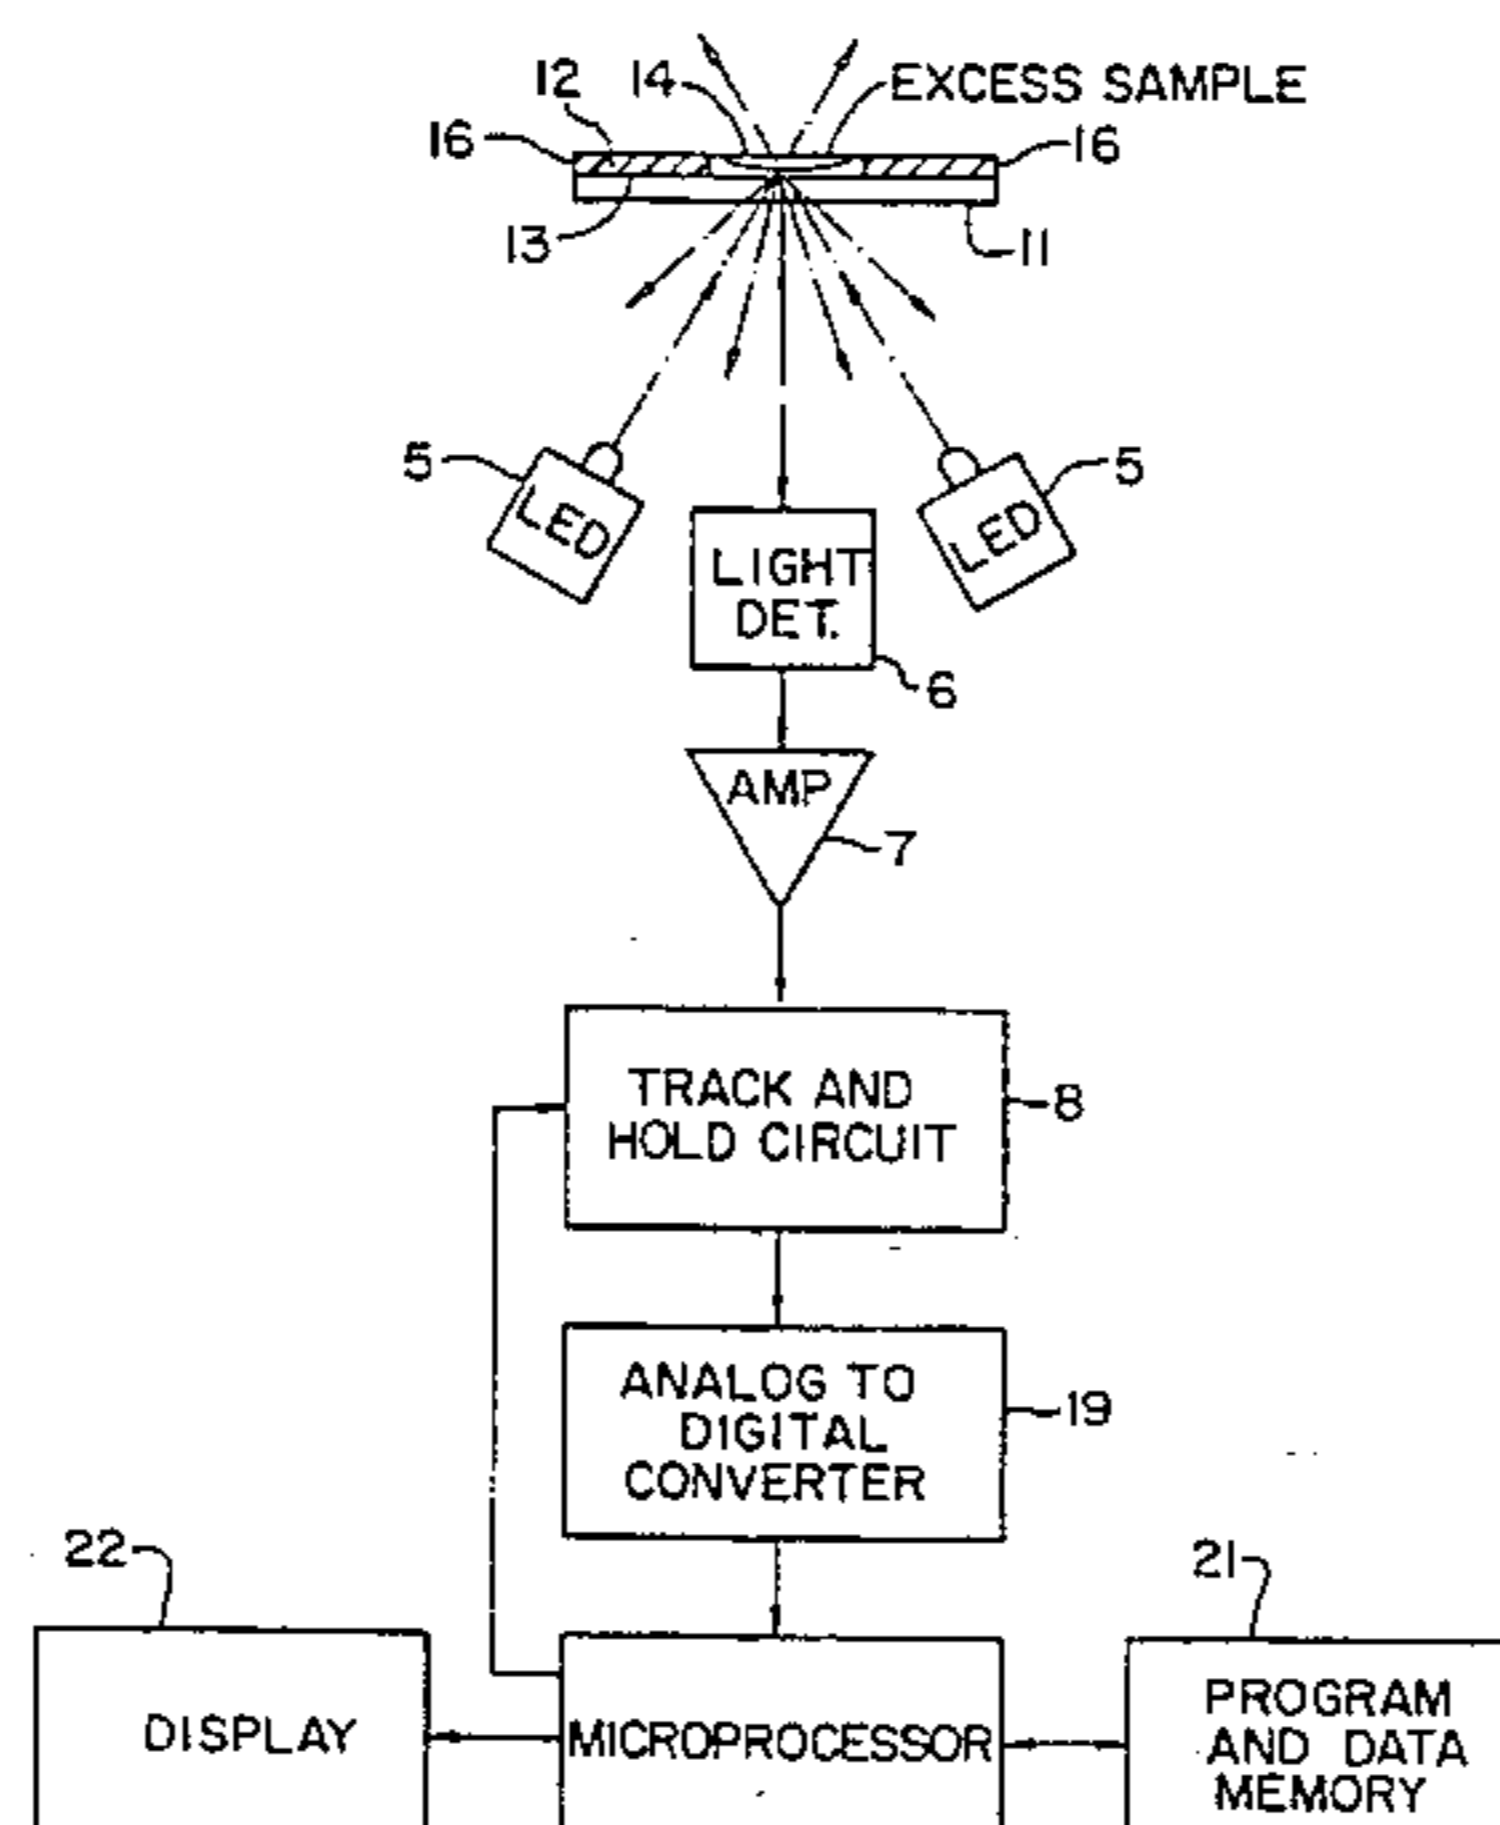 12 14 EXCESS SAMPLE
16 16
13 11
5 5
LED LED
LIGHT
DET.
6
AMP
7
TRACK AND
HOLD CIRCUIT
8
ANALOG TO
DIGITAL
CONVERTER
19
22
21
DISPLAY
MICROPROCESSOR
PROGRAM
AND DATA
MEMORY